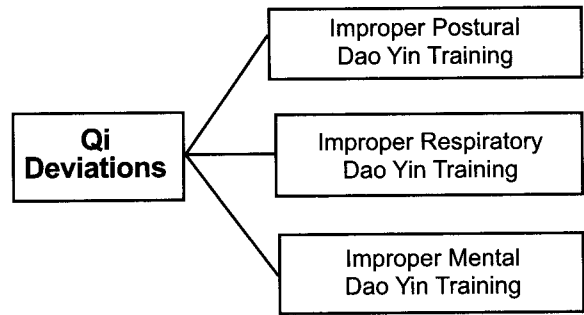 Qi
Deviations
Improper Postural
Dao Yin Training
Improper Respiratory
Dao Yin Training
Improper Mental
Dao Yin Training